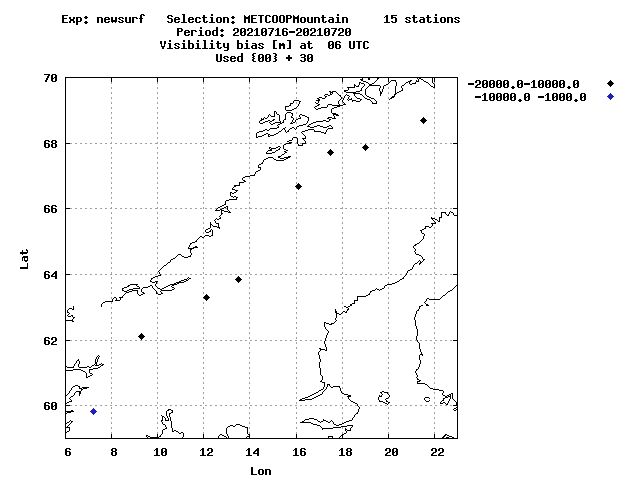 Exp: newsurf   Selection: METCOOPMountain     15 stations
Period: 20210716-20210720
Visibility bias [m] at  06 UTC
Used {00} + 30
-20000.0-10000.0
-10000.0 -1000.0
70
68
66
64
62
60
Lat
6 8 10 12 14 16 18 20 22
Lon